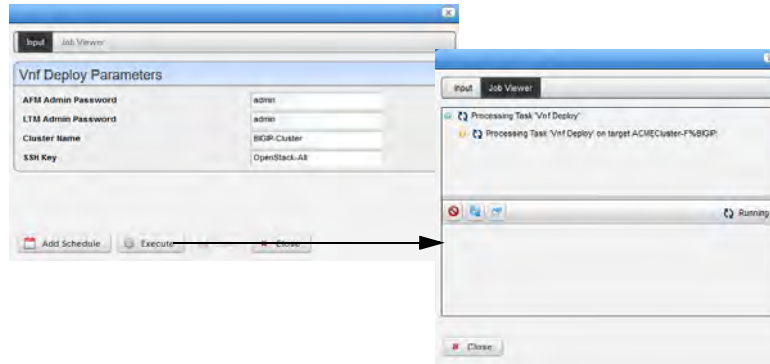 Input Job Viewer
Vnf Deploy Parameters
AFM Admin Password admin
LTM Admin Password admin
Cluster Name BIGIP-Cluster
SSH Key OpenStack-Alt
Add Schedule Execute Close
Input Job Viewer
Processing Task 'Vnf Deploy'
Processing Task 'Vnf Deploy' on target ACMECluster-F%BIGIP;
Running
Close